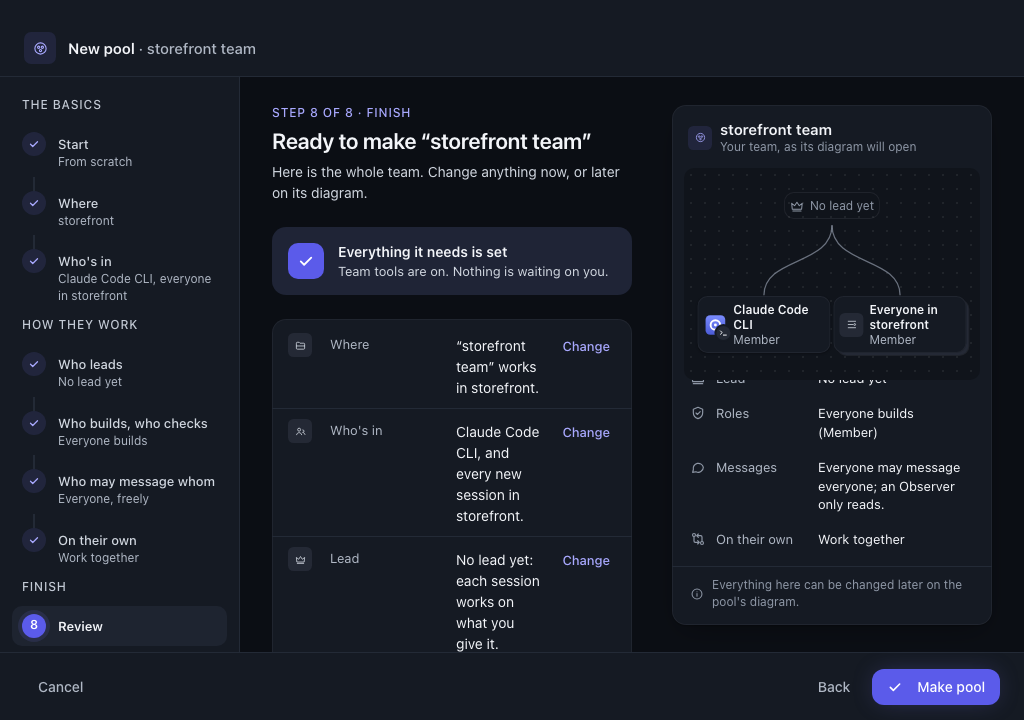 New pool · storefront team
THE BASICS
Start
From scratch
Where
storefront
Who's in
Claude Code CLI, everyone
in storefront
HOW THEY WORK
Who leads
No lead yet
Who builds, who checks
Everyone builds
Who may message whom
Everyone, freely
On their own
Work together
FINISH
8
Review
STEP 8 OF 8 · FINISH
Ready to make “storefront team”
Here is the whole team. Change anything now, or later
on its diagram.
Everything it needs is set
Team tools are on. Nothing is waiting on you.
Where
“storefront
team” works
in storefront.
Change
Who's in
Claude Code
CLI, and
every new
session in
storefront.
Change
Lead
No lead yet:
each session
works on
what you
give it.
Change
storefront team
Your team, as its diagram will open
No lead yet
Claude Code
CLI
Member
Everyone in
storefront
Member
Lead
No lead yet
Roles
Everyone builds
(Member)
Messages
Everyone may message
everyone; an Observer
only reads.
On their own
Work together
Everything here can be changed later on the
pool's diagram.
Cancel
Back
Make pool